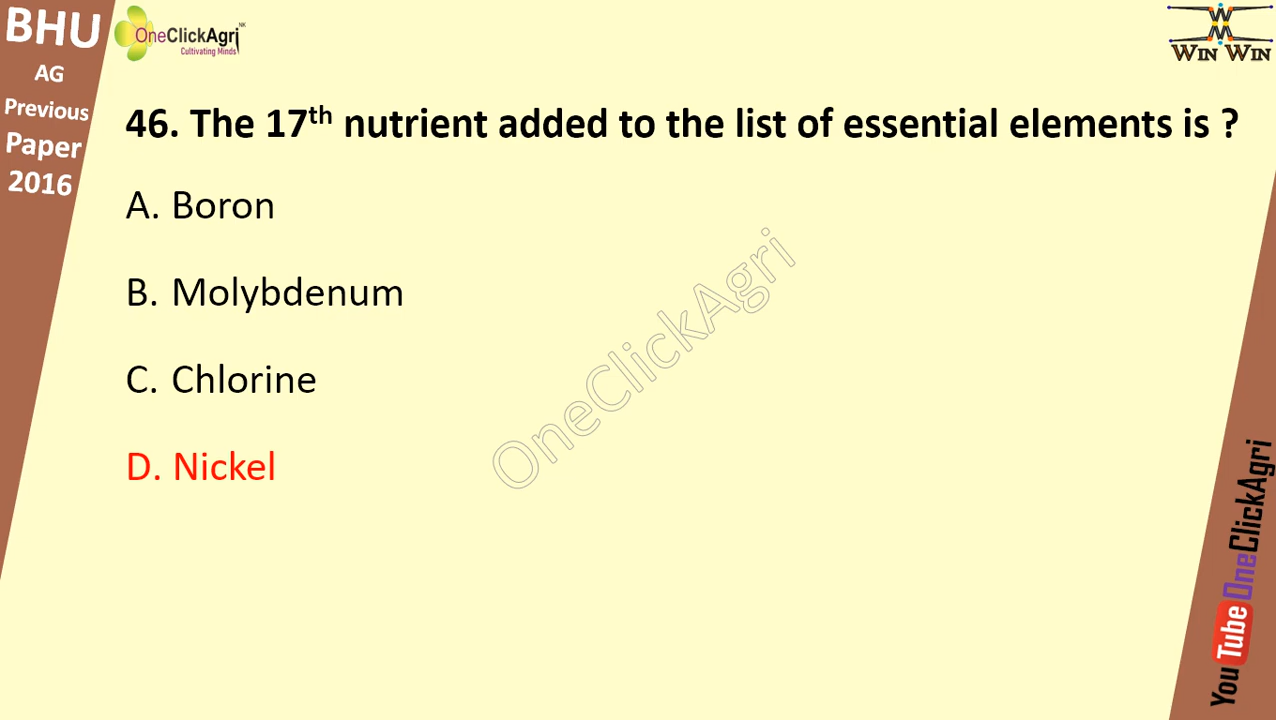 BHU
AG
Previous
Paper
2016
OneClickAgri NK
Cultivating Minds
WIN WIN
46. The 17th nutrient added to the list of essential elements is ?
A. Boron
B. Molybdenum
C. Chlorine
D. Nickel
OneClickAgri
YouTube OneClickAgri